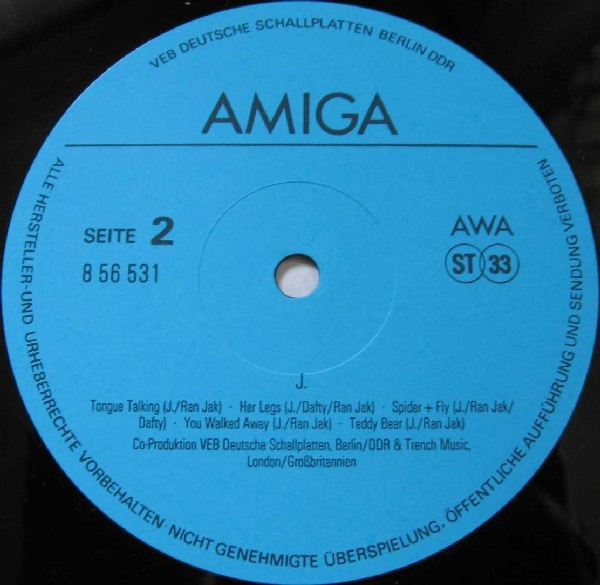 VEB DEUTSCHE SCHALLPLATTEN BERLIN DDR
AMIGA
SEITE 2
8 56 531
AWA
ST 33
J.
Tongue Talking (J./Ran Jak) · Her Legs (J./Dafty/Ran Jak) · Spider + Fly (J./Ran Jak/
Dafty) · You Walked Away (J./Ran Jak) · Teddy Bear (J./Ran Jak)
Co-Produktion VEB Deutsche Schallplatten, Berlin/DDR & Trench Music,
London/Großbritannien
ALLE HERSTELLER-UND URHEBERRECHTE VORBEHALTEN·NICHT GENEHMIGTE ÜBERSPIELUNG, ÖFFENTLICHE AUFFÜHRUNG UND SENDUNG VERBOTEN